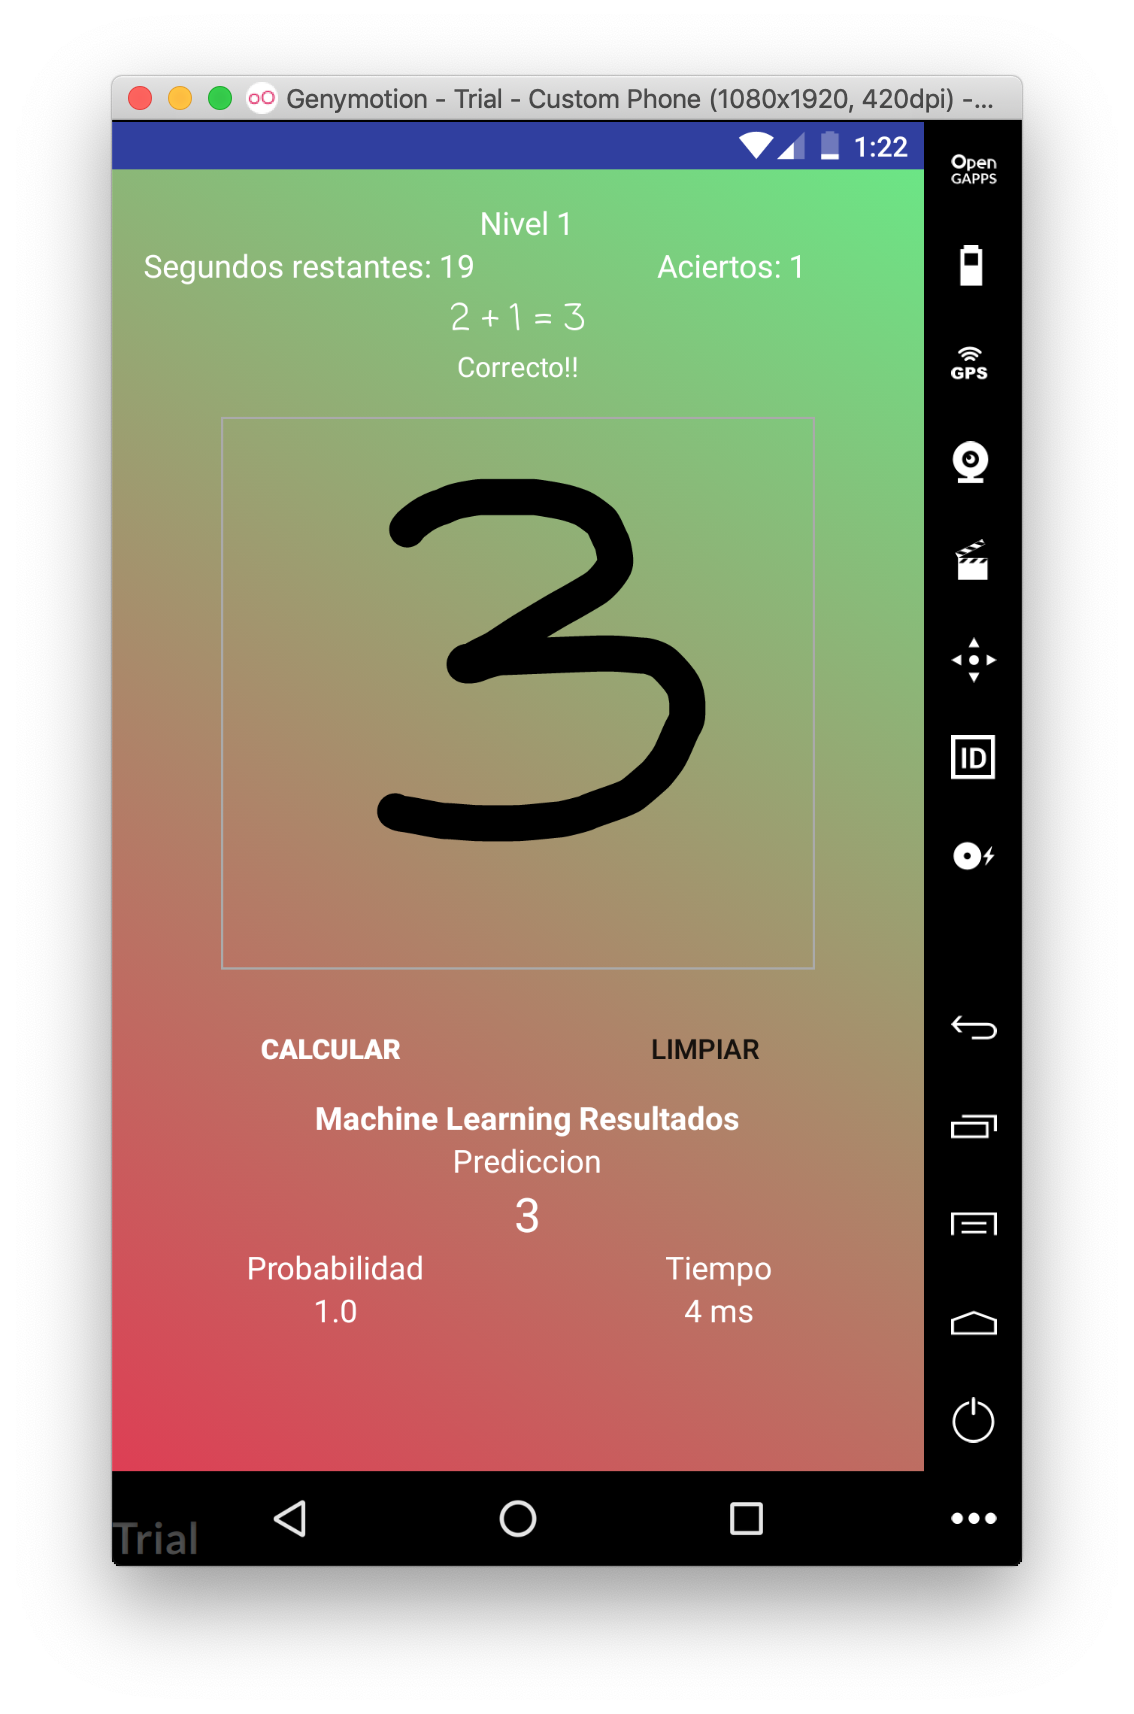 Genymotion - Trial - Custom Phone (1080x1920, 420dpi) -...
1:22
Open
GAPPS
Nivel 1
Segundos restantes: 19
Aciertos: 1
2 + 1 = 3
Correcto!!
GPS
3
ID
CALCULAR
LIMPIAR
Machine Learning Resultados
Prediccion
3
Probabilidad
Tiempo
1.0
4 ms
Trial